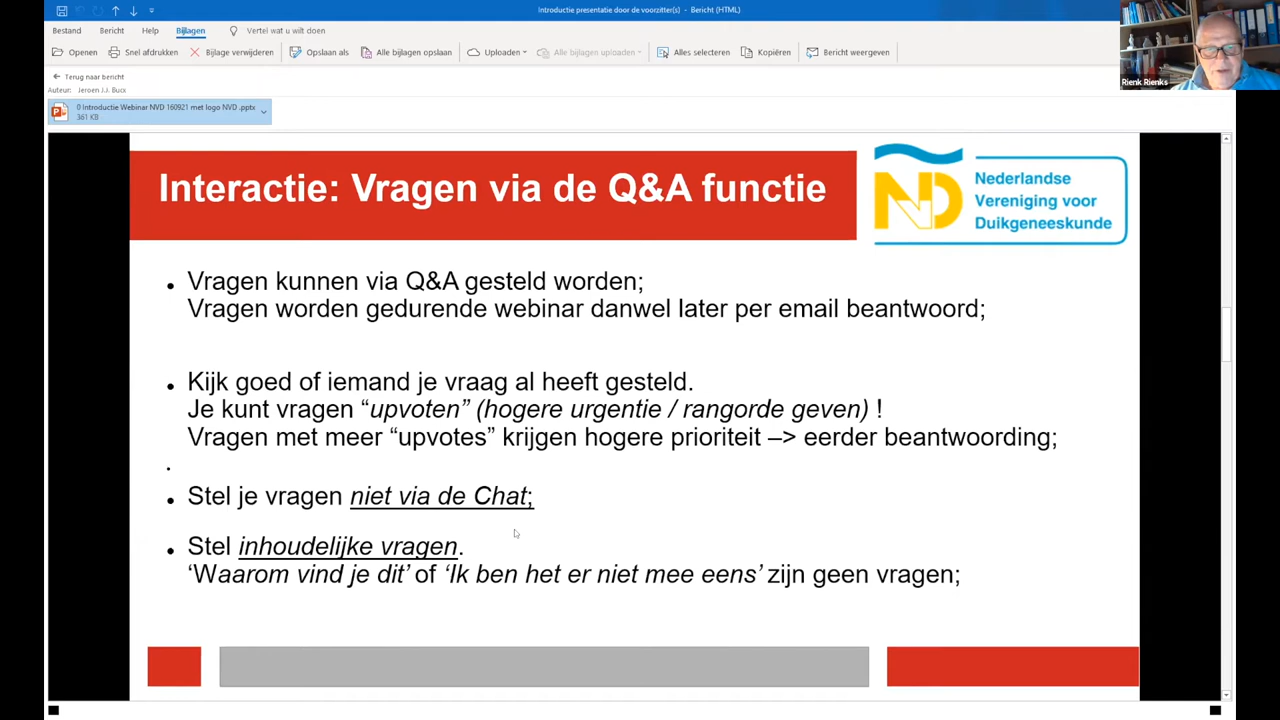 Introductie presentatie door de voorzitter(s) - Bericht (HTML)
Bestand Bericht Help Bijlagen Vertel wat u wilt doen
Openen Snel afdrukken Bijlage verwijderen Opslaan als Alle bijlagen opslaan Uploaden Alle bijlagen uploaden Alles selecteren Kopiëren Bericht weergeven
Rienk Rienks
Terug naar bericht
Auteur: Jeroen J.J. Bucx
0 Introductie Webinar NVD 160921 met logo NVD .pptx
361 KB
Interactie: Vragen via de Q&A functie
NVD
Nederlandse
Vereniging voor
Duikgeneeskunde
• Vragen kunnen via Q&A gesteld worden;
Vragen worden gedurende webinar danwel later per email beantwoord;
• Kijk goed of iemand je vraag al heeft gesteld.
Je kunt vragen “upvoten” (hogere urgentie / rangorde geven) !
Vragen met meer “upvotes” krijgen hogere prioriteit –> eerder beantwoording;
•
• Stel je vragen niet via de Chat;
• Stel inhoudelijke vragen.
‘Waarom vind je dit’ of ‘Ik ben het er niet mee eens’ zijn geen vragen;